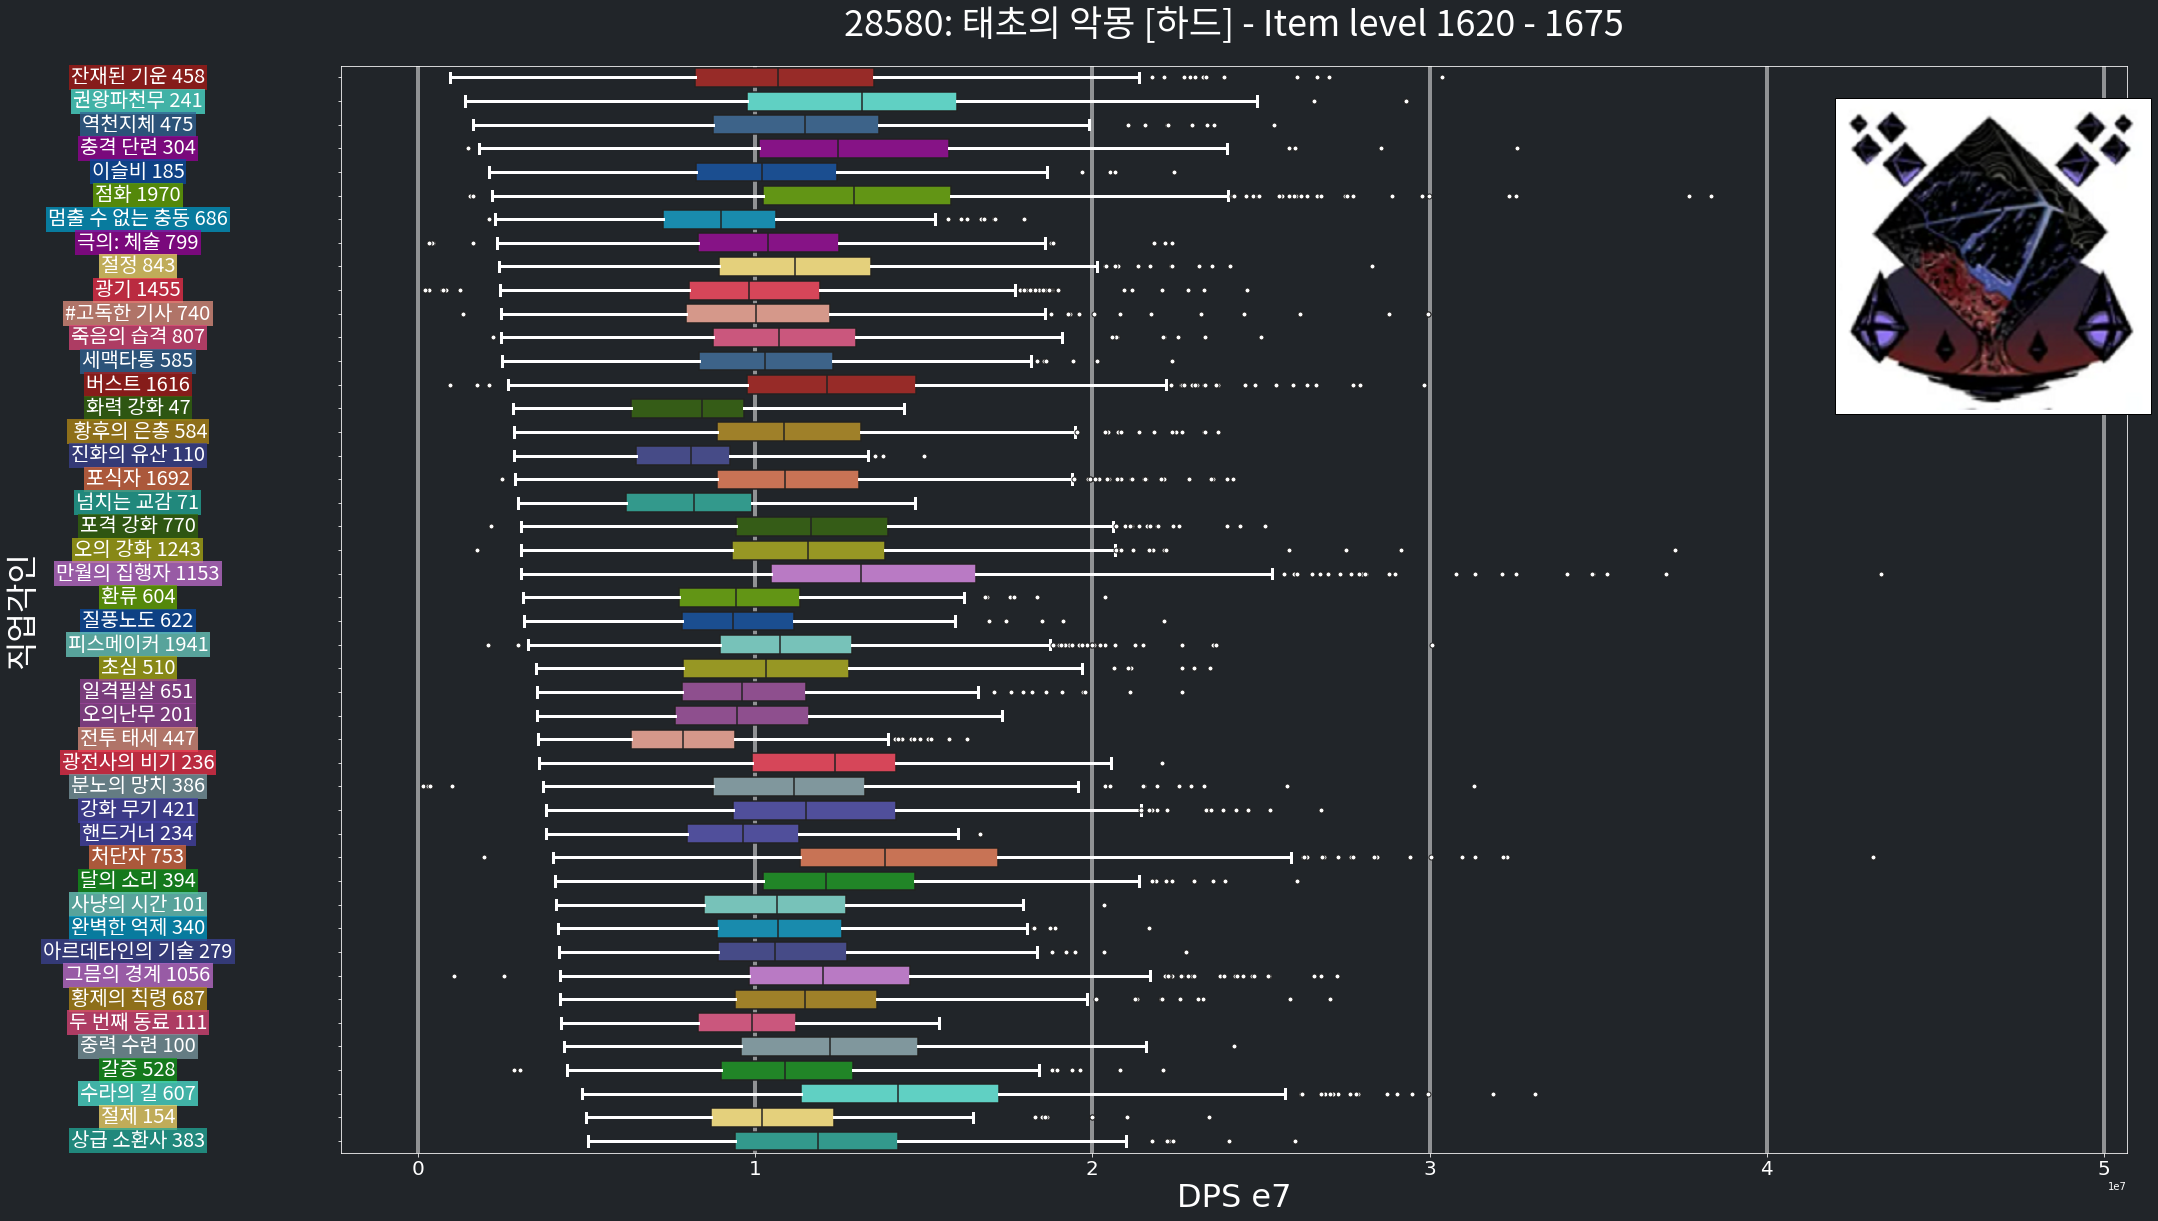 28580: 태초의 악몽 [하드] - Item level 1620 - 1675
직업각인
잔재된 기운 458
권왕파천무 241
역천지체 475
충격 단련 304
이슬비 185
점화 1970
멈출 수 없는 충동 686
극의: 체술 799
절정 843
광기 1455
#고독한 기사 740
죽음의 습격 807
세맥타통 585
버스트 1616
화력 강화 47
황후의 은총 584
진화의 유산 110
포식자 1692
넘치는 교감 71
포격 강화 770
오의 강화 1243
만월의 집행자 1153
환류 604
질풍노도 622
피스메이커 1941
초심 510
일격필살 651
오의난무 201
전투 태세 447
광전사의 비기 236
분노의 망치 386
강화 무기 421
핸드거너 234
처단자 753
달의 소리 394
사냥의 시간 101
완벽한 억제 340
아르데타인의 기술 279
그믐의 경계 1056
황제의 칙령 687
두 번째 동료 111
중력 수련 100
갈증 528
수라의 길 607
절제 154
상급 소환사 383
0 1 2 3 4 5
1e7
DPS e7